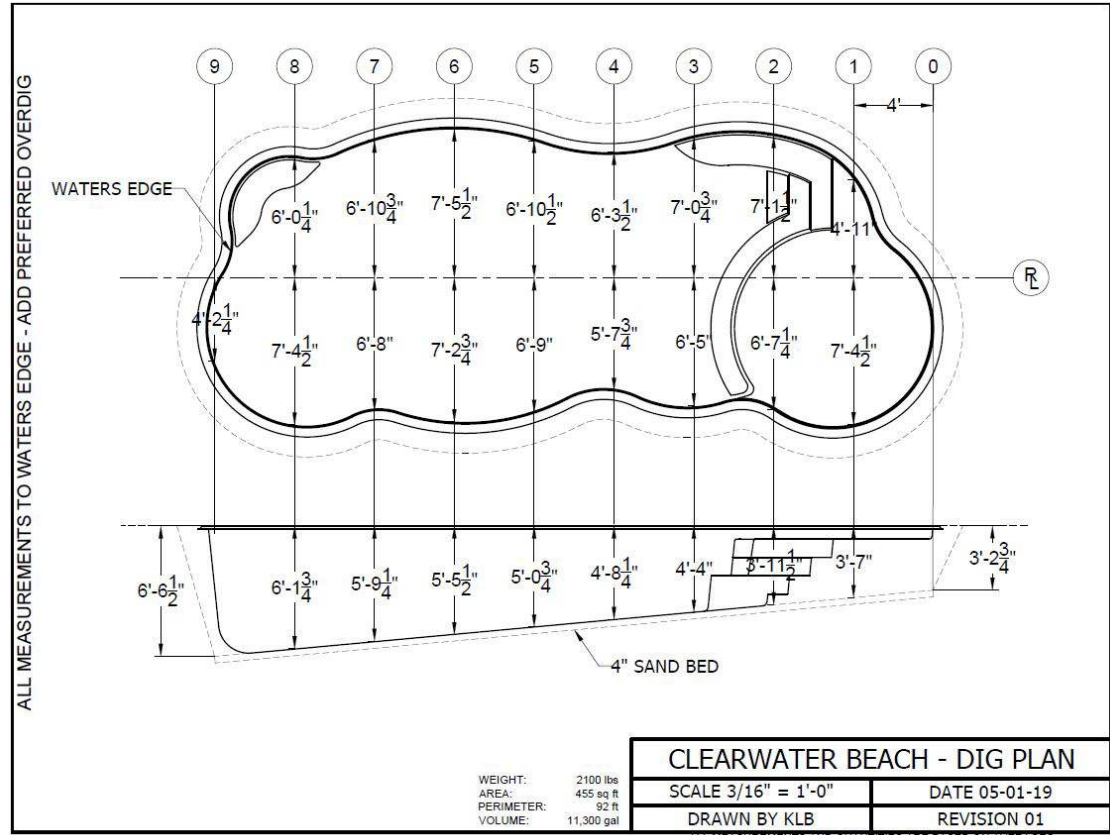 ALL MEASUREMENTS TO WATERS EDGE - ADD PREFERRED OVERDIG
9 8 7 6 5 4 3 2 1 0
4'
WATERS EDGE
6'-0 1/4" 6'-10 3/4" 7'-5 1/2" 6'-10 1/2" 6'-3 1/2" 7'-0 3/4" 7'-1 1/2" 4'-11"
RL
4'-2 1/4" 7'-4 1/2" 6'-8" 7'-2 3/4" 6'-9" 5'-7 3/4" 6'-5" 6'-7 1/4" 7'-4 1/2"
6'-6 1/2" 6'-1 3/4" 5'-9 1/4" 5'-5 1/2" 5'-0 3/4" 4'-8 1/4" 4'-4" 3'-11 1/2" 3'-7" 3'-2 3/4"
4" SAND BED
WEIGHT: 2100 lbs
AREA: 455 sq ft
PERIMETER: 92 ft
VOLUME: 11,300 gal
CLEARWATER BEACH - DIG PLAN
SCALE 3/16" = 1'-0" DATE 05-01-19
DRAWN BY KLB REVISION 01